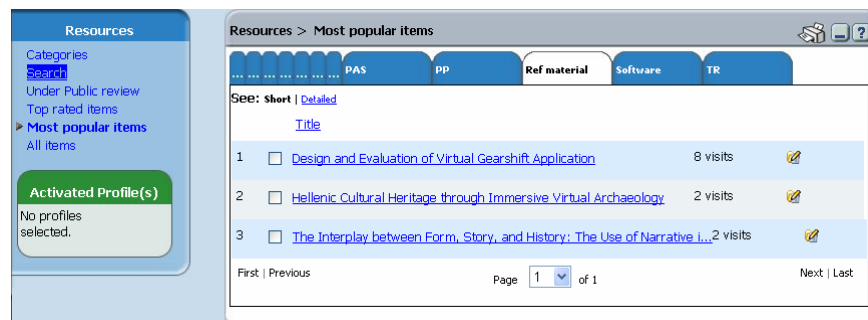 Resources
Categories
Search
Under Public review
Top rated items
Most popular items
All items
Activated Profile(s)
No profiles
selected.
Resources > Most popular items
... ... ... ... ... ... ... PAS PP Ref material Software TR
See: Short | Detailed
Title
1 Design and Evaluation of Virtual Gearshift Application 8 visits
2 Hellenic Cultural Heritage through Immersive Virtual Archaeology 2 visits
3 The Interplay between Form, Story, and History: The Use of Narrative i...2 visits
First | Previous Page 1 of 1 Next | Last